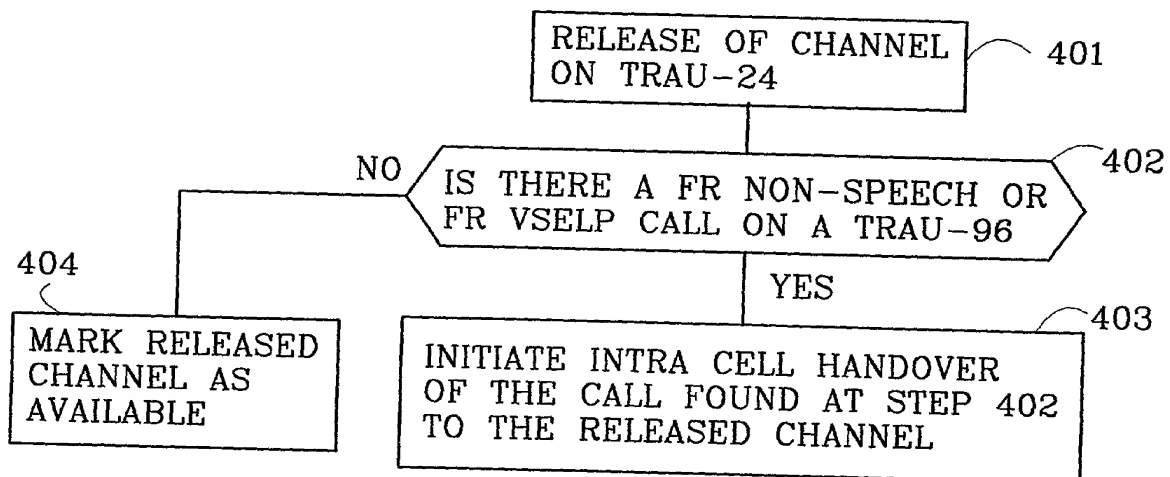 RELEASE OF CHANNEL
ON TRAU-24
401
402
NO
IS THERE A FR NON-SPEECH OR
FR VSELP CALL ON A TRAU-96
YES
404
MARK RELEASED
CHANNEL AS
AVAILABLE
403
INITIATE INTRA CELL HANDOVER
OF THE CALL FOUND AT STEP 402
TO THE RELEASED CHANNEL